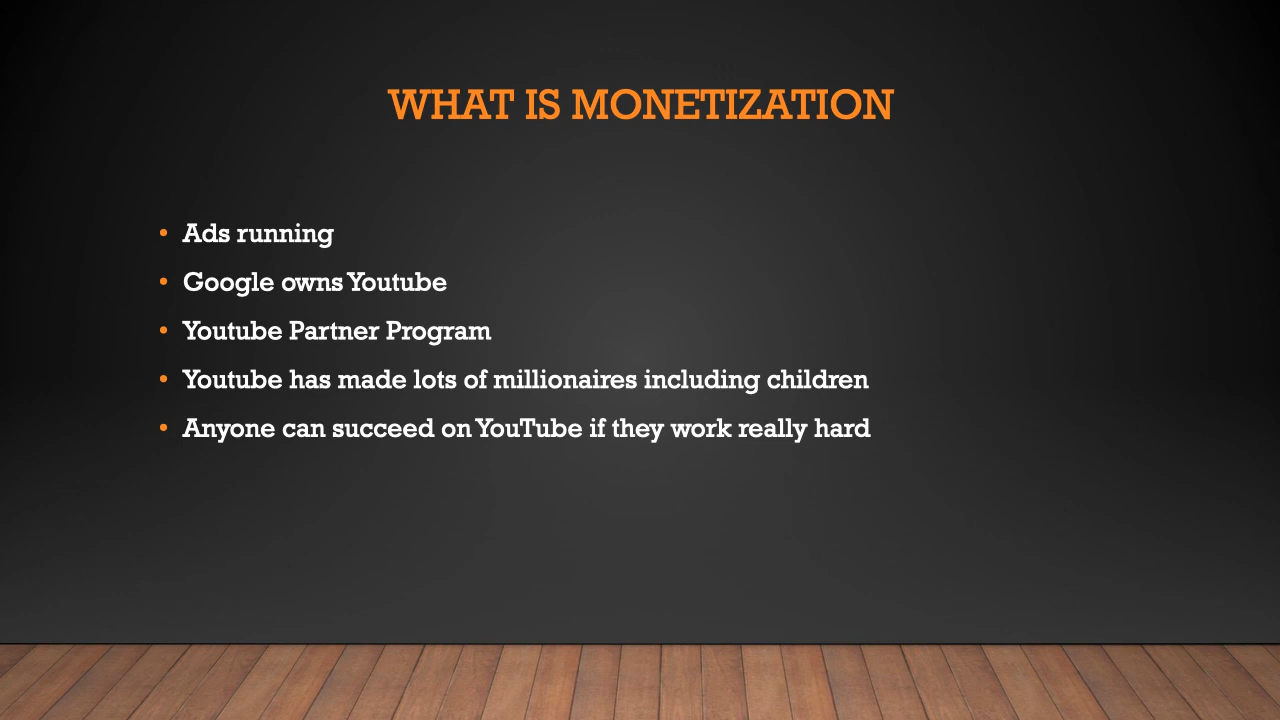 WHAT IS MONETIZATION
• Ads running
• Google owns Youtube
• Youtube Partner Program
• Youtube has made lots of millionaires including children
• Anyone can succeed on YouTube if they work really hard